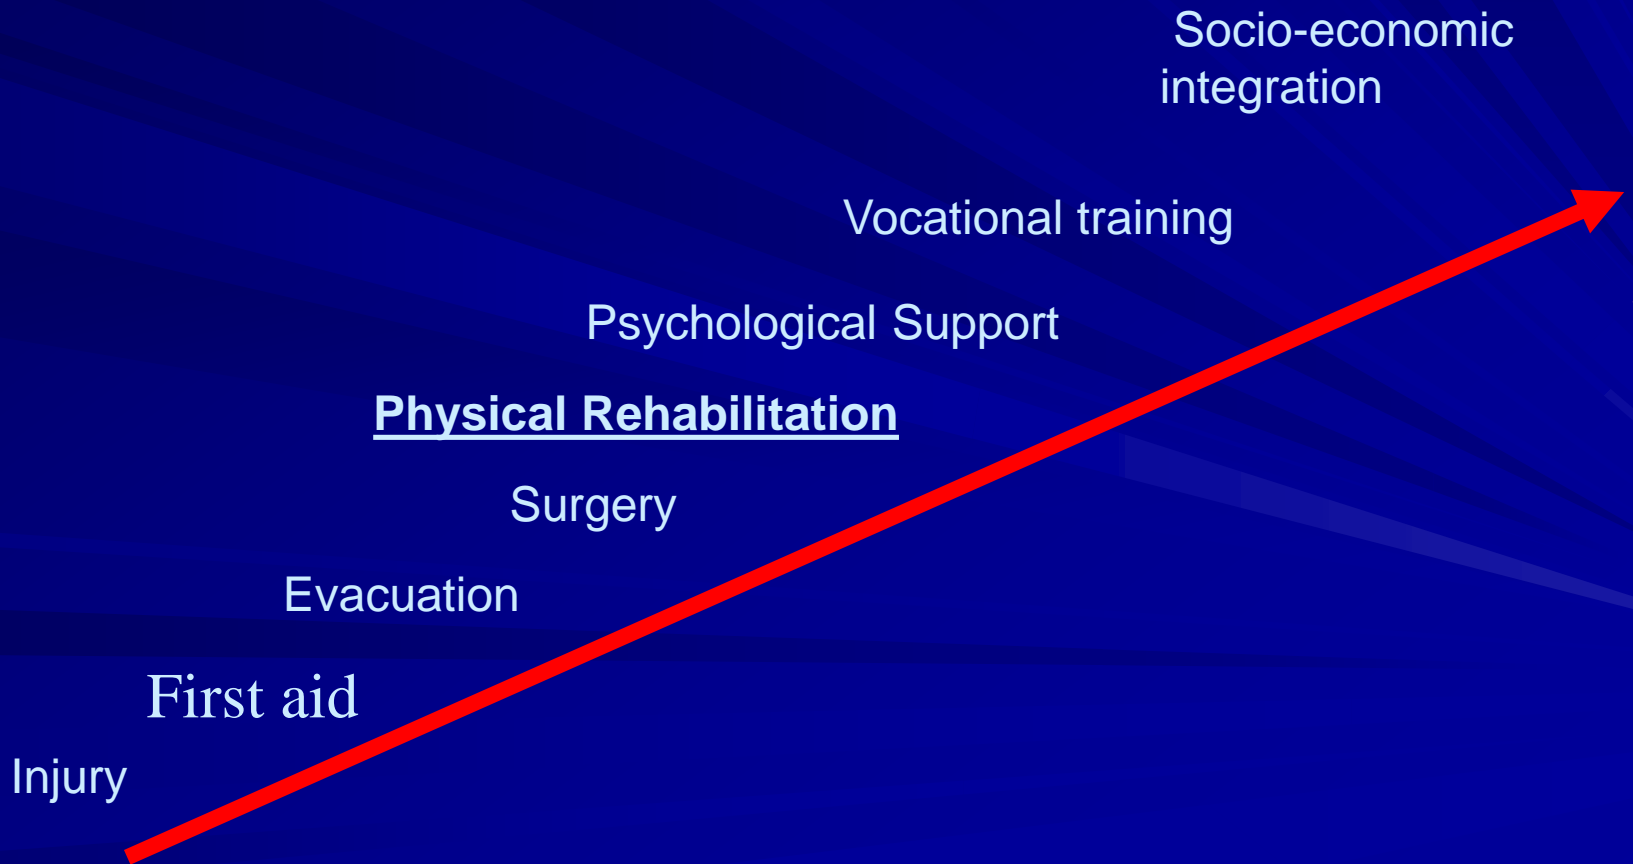 Socio-economic
integration
Vocational training
Psychological Support
Physical Rehabilitation
Surgery
Evacuation
First aid
Injury